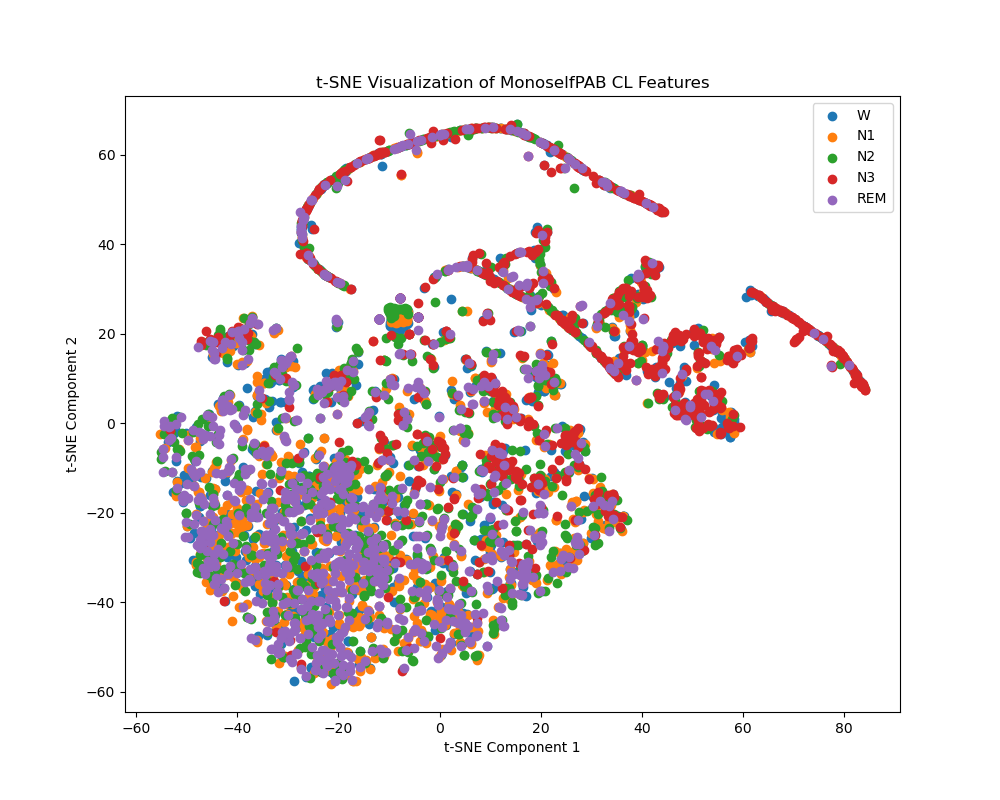 t-SNE Visualization of MonoselfPAB CL Features
W
N1
N2
N3
REM
60
40
20
0
−20
−40
−60
t-SNE Component 2
−60
−40
−20
0
20
40
60
80
t-SNE Component 1